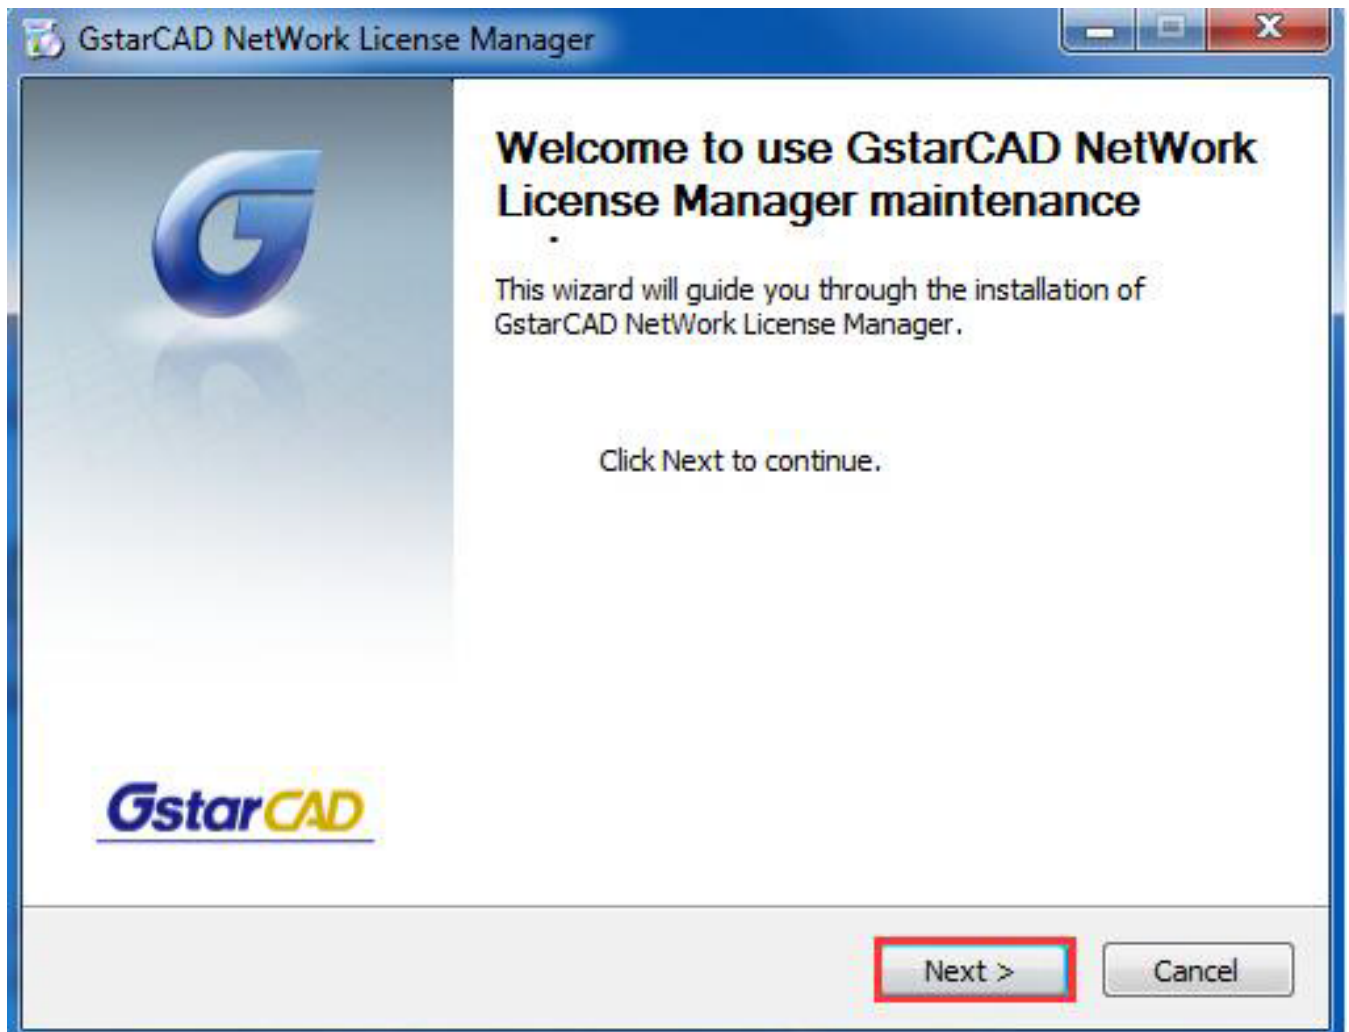 GstarCAD NetWork License Manager
Welcome to use GstarCAD NetWork
License Manager maintenance
This wizard will guide you through the installation of
GstarCAD NetWork License Manager.
Click Next to continue.
GstarCAD
Next >
Cancel